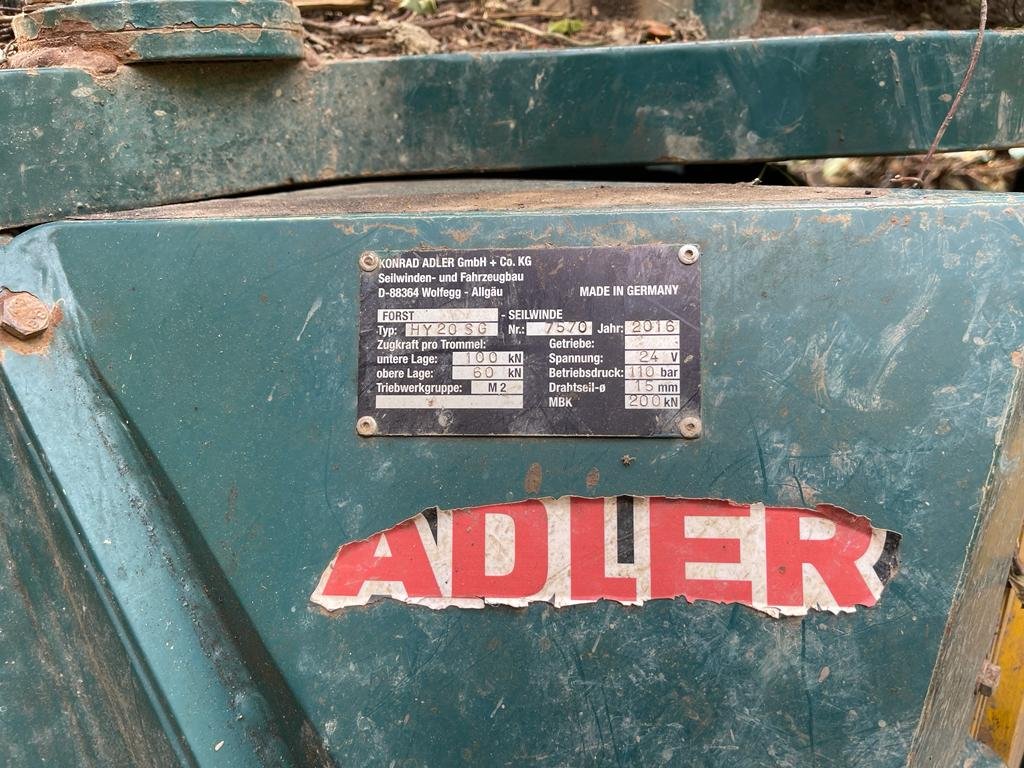 KONRAD ADLER GmbH + Co. KG
Seilwinden- und Fahrzeugbau
D-88364 Wolfegg - Allgäu
MADE IN GERMANY
FORST - SEILWINDE
Typ: HY20 SG Nr.: 7570 Jahr: 2016
Zugkraft pro Trommel: Getriebe:
untere Lage: 100 kN Spannung: 24 V
obere Lage: 60 kN Betriebsdruck: 110 bar
Triebwerkgruppe: M2 Drahtseil-ø 15 mm
MBK 200 kN
ADLER